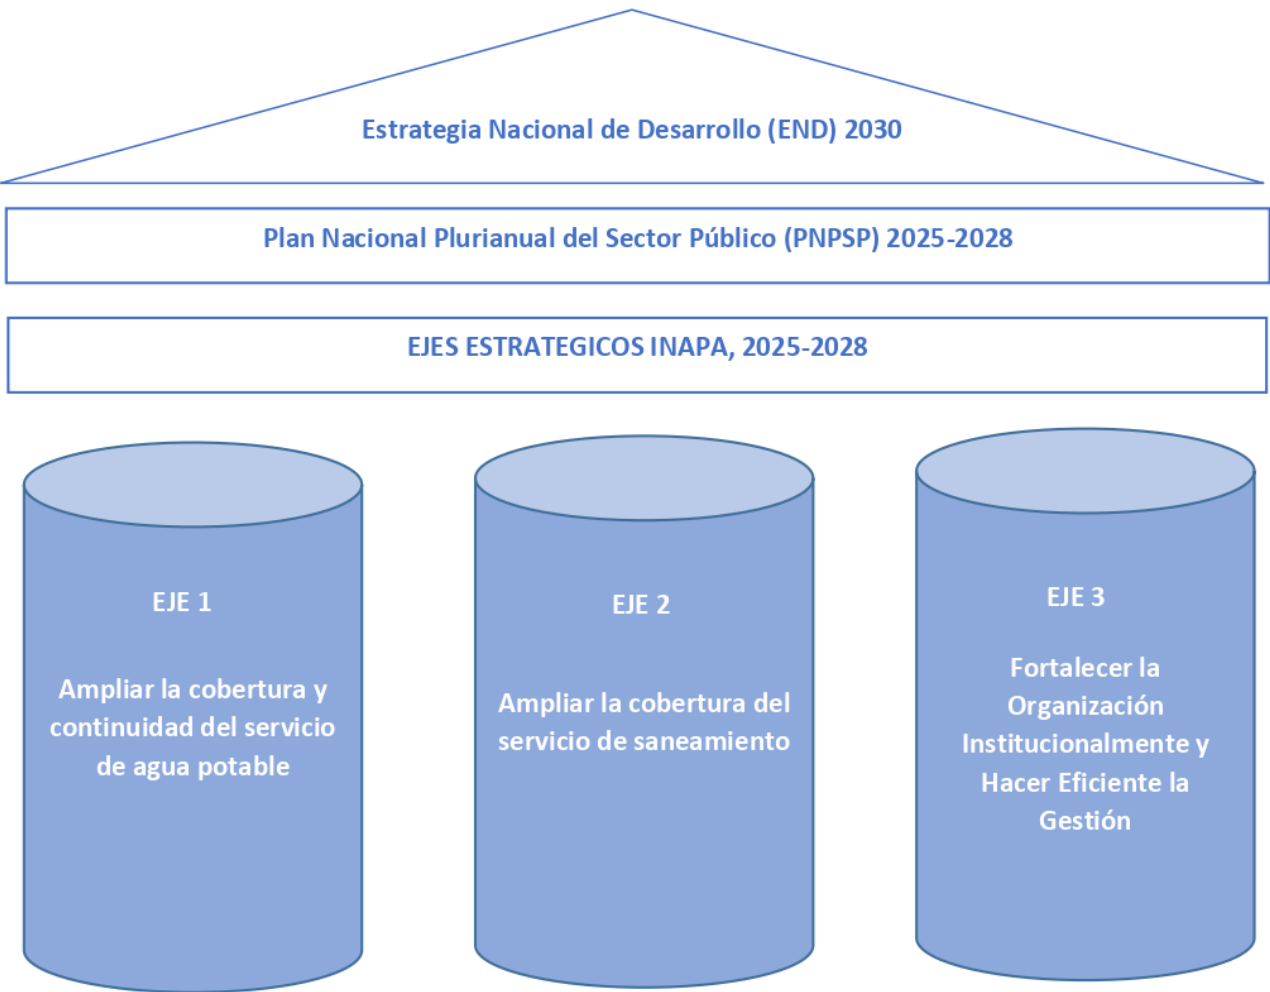 Estrategia Nacional de Desarrollo (END) 2030
Plan Nacional Plurianual del Sector Público (PNPSP) 2025-2028
EJES ESTRATEGICOS INAPA, 2025-2028
EJE 1
Ampliar la cobertura y
continuidad del servicio
de agua potable
EJE 2
Ampliar la cobertura del
servicio de saneamiento
EJE 3
Fortalecer la
Organización
Institucionalmente y
Hacer Eficiente la
Gestión